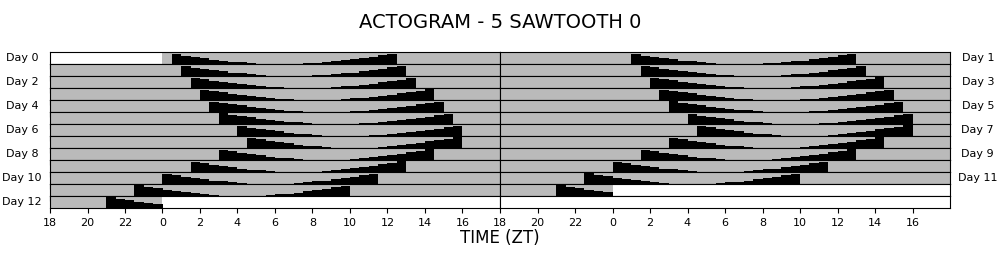 ACTOGRAM - 5 SAWTOOTH 0
Day 0 Day 1
Day 2 Day 3
Day 4 Day 5
Day 6 Day 7
Day 8 Day 9
Day 10 Day 11
Day 12
18 20 22 0 2 4 6 8 10 12 14 16 18 20 22 0 2 4 6 8 10 12 14 16
TIME (ZT)